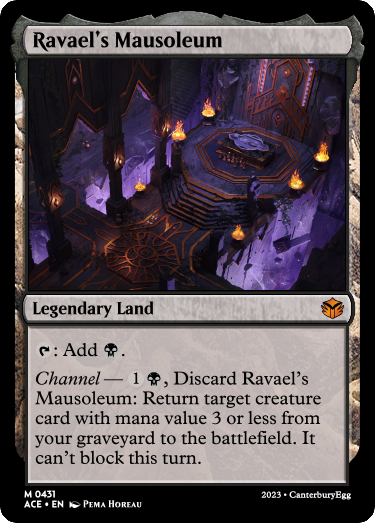 Ravael's Mausoleum
Legendary Land
: Add .
Channel — 1 , Discard Ravael's
Mausoleum: Return target creature
card with mana value 3 or less from
your graveyard to the battlefield. It
can't block this turn.
M 0431
ACE • EN Pema Horeau
2023 • CanterburyEgg